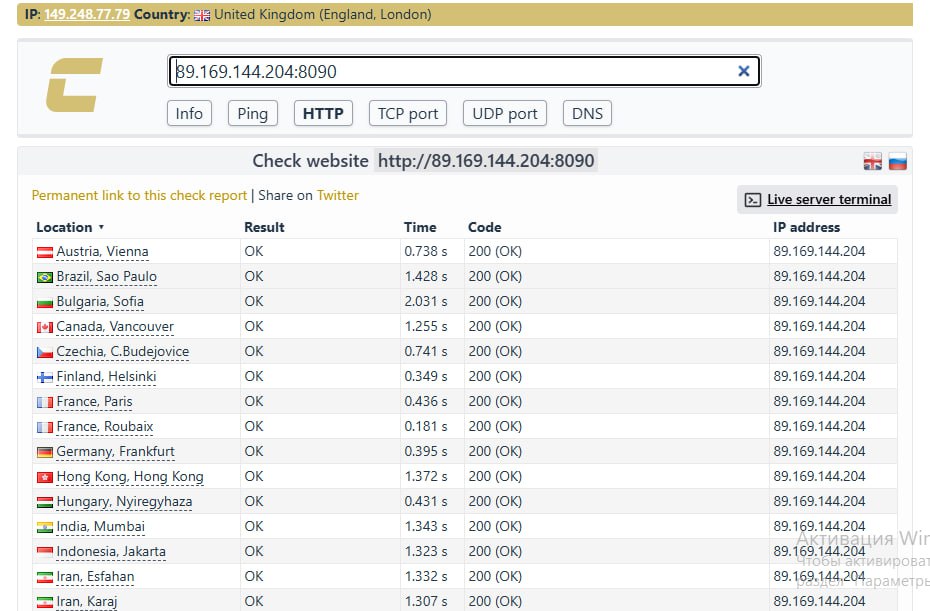 IP: 149.248.77.79 Country: United Kingdom (England, London)
89.169.144.204:8090 ×
Info Ping HTTP TCP port UDP port DNS
Check website http://89.169.144.204:8090
Permanent link to this check report | Share on Twitter
Live server terminal
Location ▼ Result Time Code IP address
Austria, Vienna OK 0.738 s 200 (OK) 89.169.144.204
Brazil, Sao Paulo OK 1.428 s 200 (OK) 89.169.144.204
Bulgaria, Sofia OK 2.031 s 200 (OK) 89.169.144.204
Canada, Vancouver OK 1.255 s 200 (OK) 89.169.144.204
Czechia, C.Budejovice OK 0.741 s 200 (OK) 89.169.144.204
Finland, Helsinki OK 0.349 s 200 (OK) 89.169.144.204
France, Paris OK 0.436 s 200 (OK) 89.169.144.204
France, Roubaix OK 0.181 s 200 (OK) 89.169.144.204
Germany, Frankfurt OK 0.395 s 200 (OK) 89.169.144.204
Hong Kong, Hong Kong OK 1.372 s 200 (OK) 89.169.144.204
Hungary, Nyiregyhaza OK 0.431 s 200 (OK) 89.169.144.204
India, Mumbai OK 1.343 s 200 (OK) 89.169.144.204
Активация Win
Indonesia, Jakarta OK 1.323 s 200 (OK) 89.169.144.204
Чтобы активироват
Iran, Esfahan OK 1.332 s 200 (OK) 89.169.144.204
раздел "Параметры
Iran, Karaj OK 1.307 s 200 (OK) 89.169.144.204